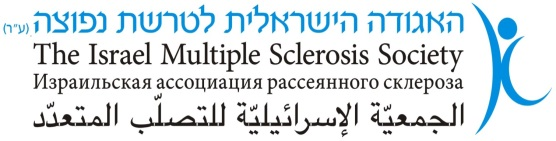 האגודה הישראלית לטרשת נפוצה (ע"ר)
The Israel Multiple Sclerosis Society
Израильская ассоциация рассеянного склероза
الجمعيّة الإسرائيليّة للتصلّب المتعدّد